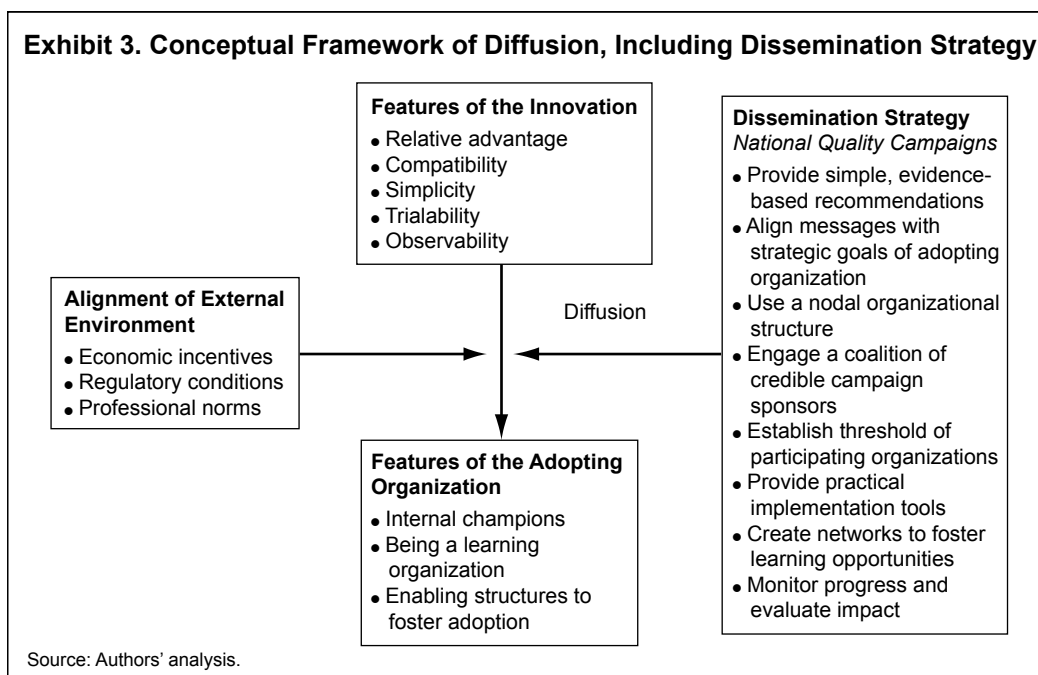 Exhibit 3. Conceptual Framework of Diffusion, Including Dissemination Strategy
Features of the Innovation
● Relative advantage
● Compatibility
● Simplicity
● Trialability
● Observability
Alignment of External
Environment
● Economic incentives
● Regulatory conditions
● Professional norms
Diffusion
Features of the Adopting
Organization
● Internal champions
● Being a learning
organization
● Enabling structures to
foster adoption
Dissemination Strategy
National Quality Campaigns
● Provide simple, evidence-
based recommendations
● Align messages with
strategic goals of adopting
organization
● Use a nodal organizational
structure
● Engage a coalition of
credible campaign
sponsors
● Establish threshold of
participating organizations
● Provide practical
implementation tools
● Create networks to foster
learning opportunities
● Monitor progress and
evaluate impact
Source: Authors’ analysis.